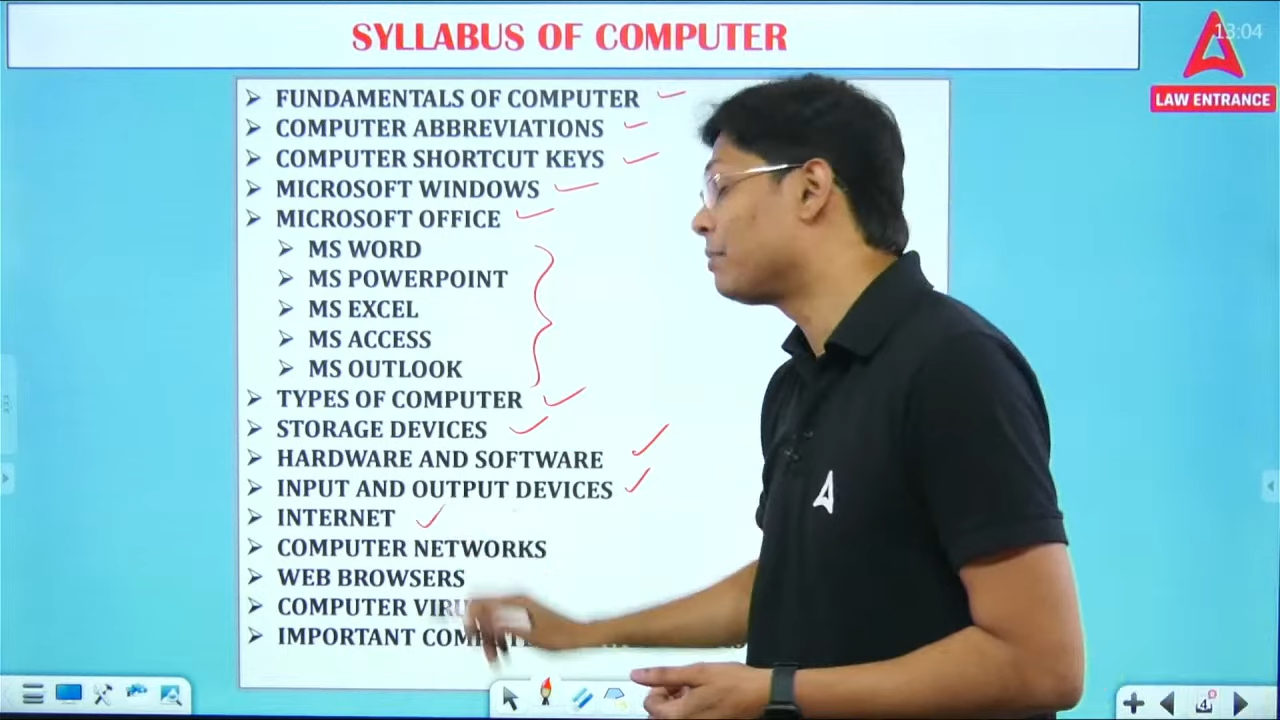 SYLLABUS OF COMPUTER
13:04
LAW ENTRANCE
FUNDAMENTALS OF COMPUTER
COMPUTER ABBREVIATIONS
COMPUTER SHORTCUT KEYS
MICROSOFT WINDOWS
MICROSOFT OFFICE
MS WORD
MS POWERPOINT
MS EXCEL
MS ACCESS
MS OUTLOOK
TYPES OF COMPUTER
STORAGE DEVICES
HARDWARE AND SOFTWARE
INPUT AND OUTPUT DEVICES
INTERNET
COMPUTER NETWORKS
WEB BROWSERS
COMPUTER
IMPORTANT